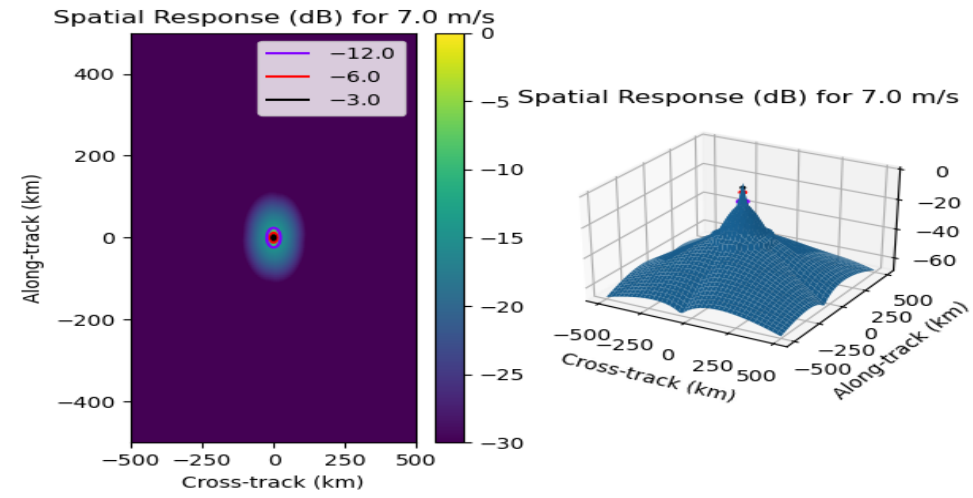 Spatial Response (dB) for 7.0 m/s
−12.0
−6.0
−3.0
400
200
0
−200
−400
Along-track (km)
−500 −250 0 250 500
Cross-track (km)
0
−5
−10
−15
−20
−25
−30
Spatial Response (dB) for 7.0 m/s
0
−20
−40
−60
−500 −250 0 250 500
Cross-track (km)
−500 −250 0 250 500
Along-track (km)